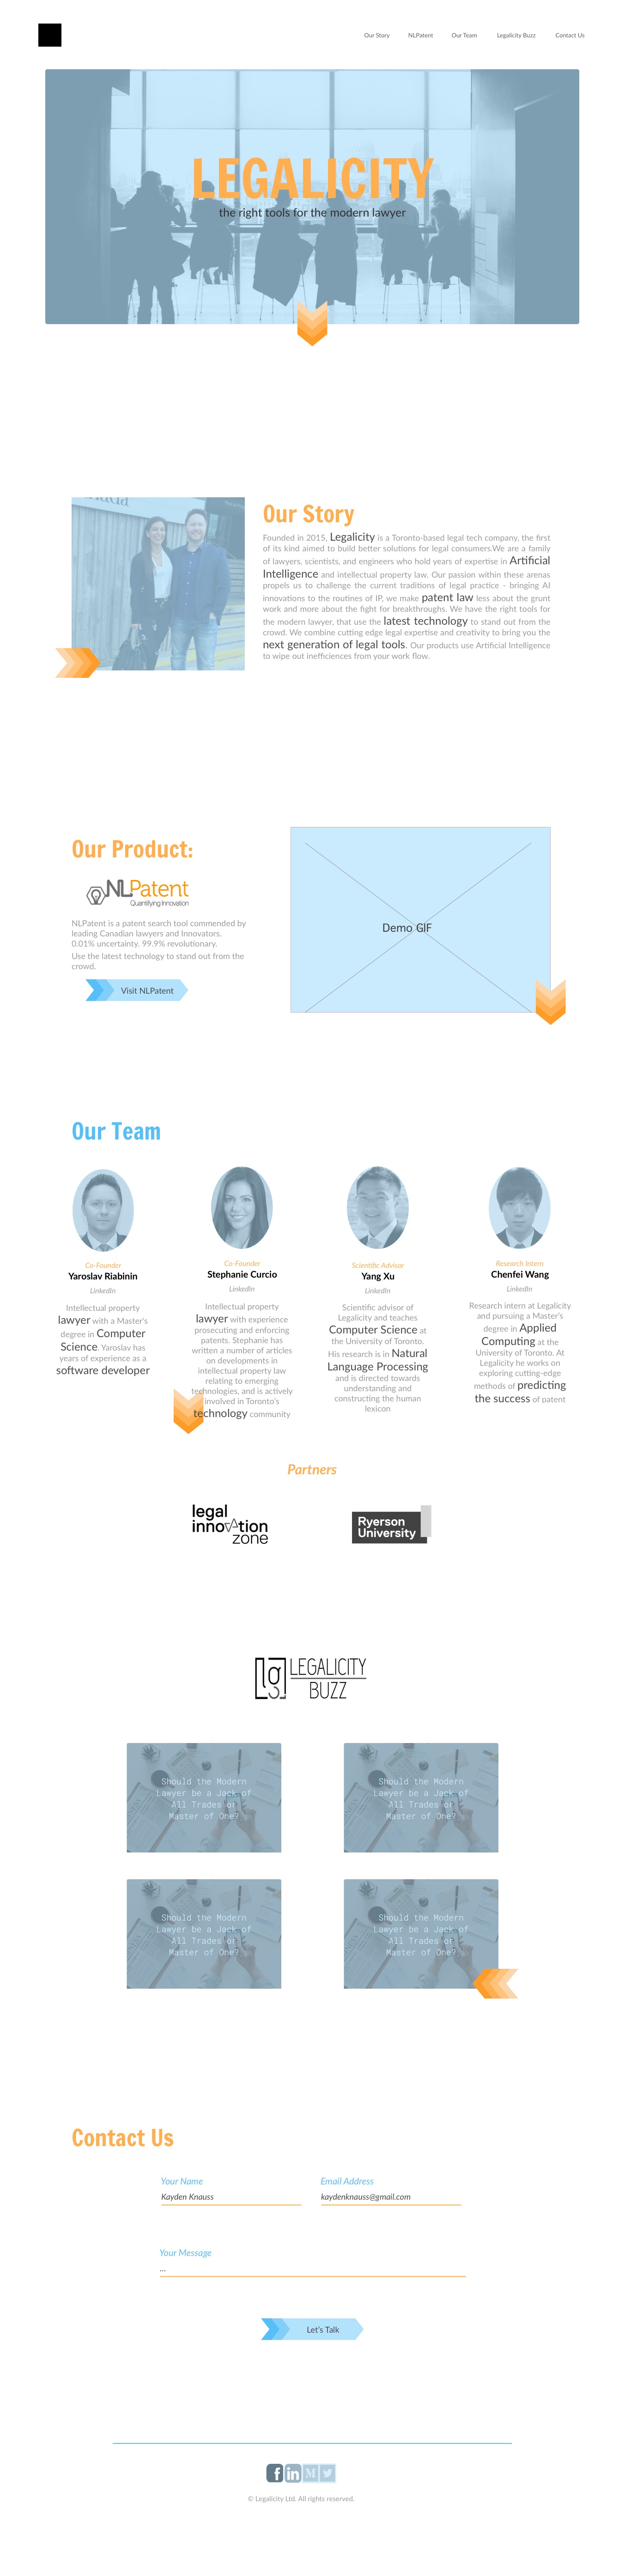 Our Story NLPatent Our Team Legalicity Buzz Contact Us
LEGALICITY
the right tools for the modern lawyer
Our Story
Founded in 2015, Legalicity is a Toronto-based legal tech company, the first
of its kind aimed to build better solutions for legal consumers.We are a family
of lawyers, scientists, and engineers who hold years of expertise in Artificial
Intelligence and intellectual property law. Our passion within these arenas
propels us to challenge the current traditions of legal practice - bringing AI
innovations to the routines of IP, we make patent law less about the grunt
work and more about the fight for breakthroughs. We have the right tools for
the modern lawyer, that use the latest technology to stand out from the
crowd. We combine cutting edge legal expertise and creativity to bring you the
next generation of legal tools. Our products use Artificial Intelligence
to wipe out inefficiences from your work flow.
Our Product:
NLPatent
Quantifying Innovation
NLPatent is a patent search tool commended by
leading Canadian lawyers and Innovators.
0.01% uncertainty. 99.9% revolutionary.
Use the latest technology to stand out from the
crowd.
Visit NLPatent
Demo GIF
Our Team
Co-Founder
Yaroslav Riabinin
LinkedIn
Intellectual property
lawyer with a Master's
degree in Computer
Science. Yaroslav has
years of experience as a
software developer
Co-Founder
Stephanie Curcio
LinkedIn
Intellectual property
lawyer with experience
prosecuting and enforcing
patents. Stephanie has
written a number of articles
on developments in
intellectual property law
relating to emerging
technologies, and is actively
involved in Toronto's
technology community
Scientific Advisor
Yang Xu
LinkedIn
Scientific advisor of
Legalicity and teaches
Computer Science at
the University of Toronto.
His research is in Natural
Language Processing
and is directed towards
understanding and
constructing the human
lexicon
Research Intern
Chenfei Wang
LinkedIn
Research intern at Legalicity
and pursuing a Master's
degree in Applied
Computing at the
University of Toronto. At
Legalicity he works on
exploring cutting-edge
methods of predicting
the success of patent
Partners
legal
innovation
zone
Ryerson
University
lg LEGALICITY
BUZZ
Should the Modern
Lawyer be a Jack of
All Trades or
Master of One?
Should the Modern
Lawyer be a Jack of
All Trades or
Master of One?
Should the Modern
Lawyer be a Jack of
All Trades or
Master of One?
Should the Modern
Lawyer be a Jack of
All Trades or
Master of One?
Contact Us
Your Name
Kayden Knauss
Email Address
kaydenknauss@gmail.com
Your Message
...
Let's Talk
f in M
© Legalicity Ltd. All rights reserved.